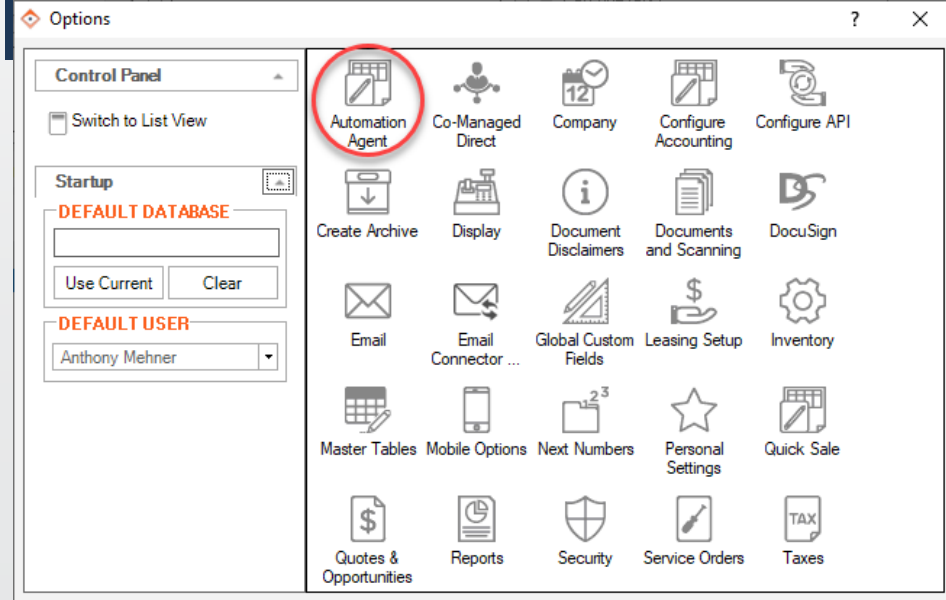 Options
?
Control Panel
Switch to List View
Startup
DEFAULT DATABASE
Use Current
Clear
DEFAULT USER
Anthony Mehner
Automation
Agent
Co-Managed
Direct
12
Company
Configure
Accounting
Configure API
Create Archive
Display
i
Document
Disclaimers
Documents
and Scanning
DS
DocuSign
Email
Email
Connector ...
Global Custom
Fields
$
Leasing Setup
Inventory
Master Tables
Mobile Options
123
Next Numbers
Personal
Settings
Quick Sale
$
Quotes &
Opportunities
Reports
Security
Service Orders
TAX
Taxes